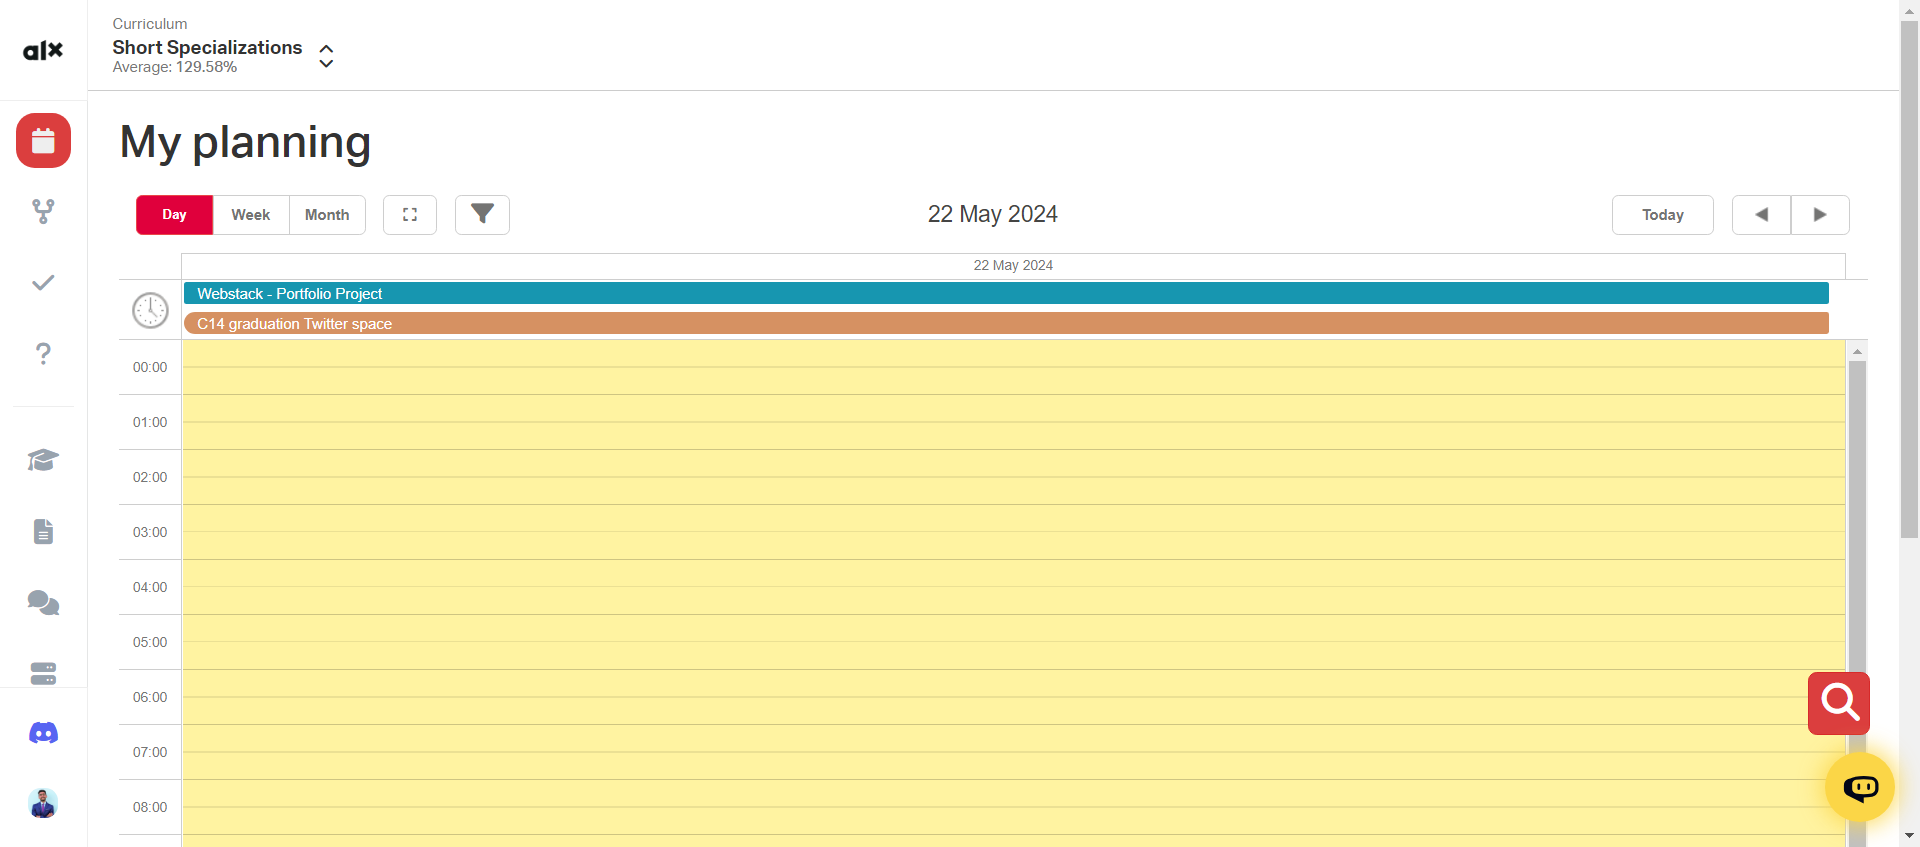 alx
Curriculum
Short Specializations
Average: 129.58%
My planning
Day Week Month
22 May 2024
Today
22 May 2024
Webstack - Portfolio Project
C14 graduation Twitter space
00:00
01:00
02:00
03:00
04:00
05:00
06:00
07:00
08:00